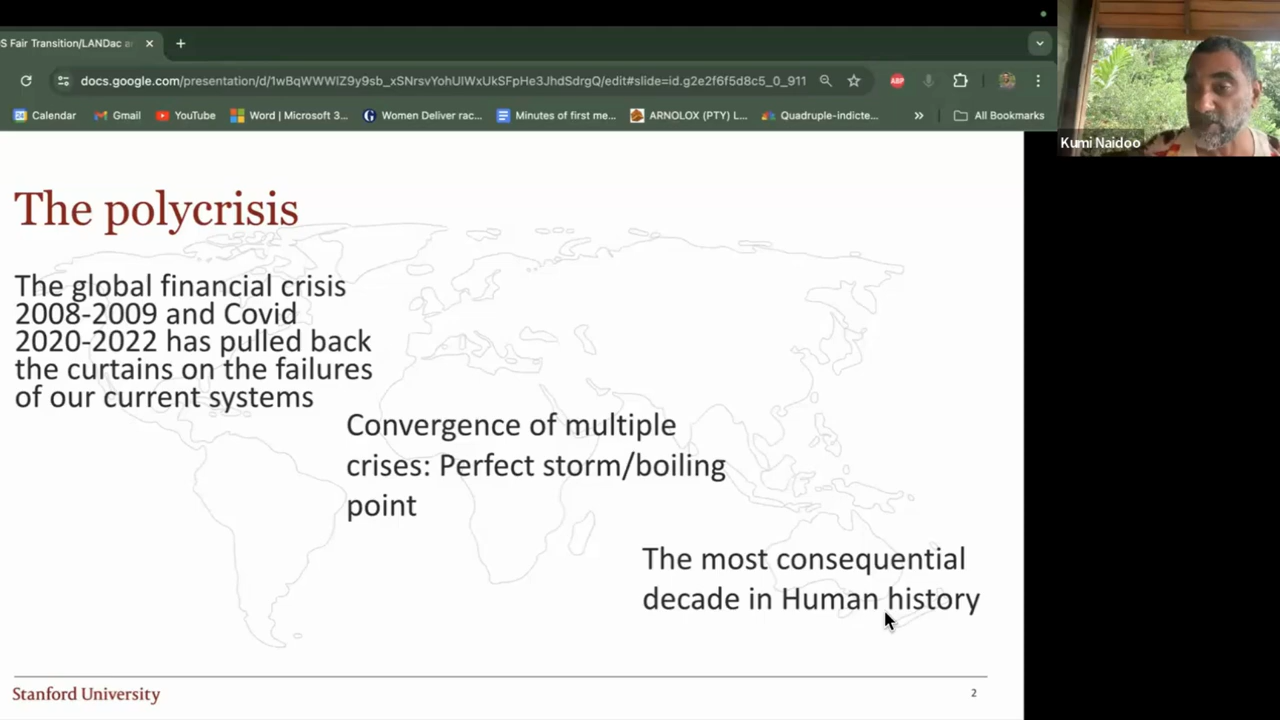 S Fair Transition/LANDac a
docs.google.com/presentation/d/1wBqWWWIZ9y9sb_xSNrsvYohUlWxUkSFpHe3JhdSdrgQ/edit#slide=id.g2e2f6f5d8c5_0_911
Calendar
Gmail
YouTube
Word | Microsoft 3...
Women Deliver rac...
Minutes of first me...
ARNOLOX (PTY) L...
Quadruple-indicte...
All Bookmarks
Kumi Naidoo
The polycrisis
The global financial crisis
2008-2009 and Covid
2020-2022 has pulled back
the curtains on the failures
of our current systems
Convergence of multiple
crises: Perfect storm/boiling
point
The most consequential
decade in Human history
Stanford University
2